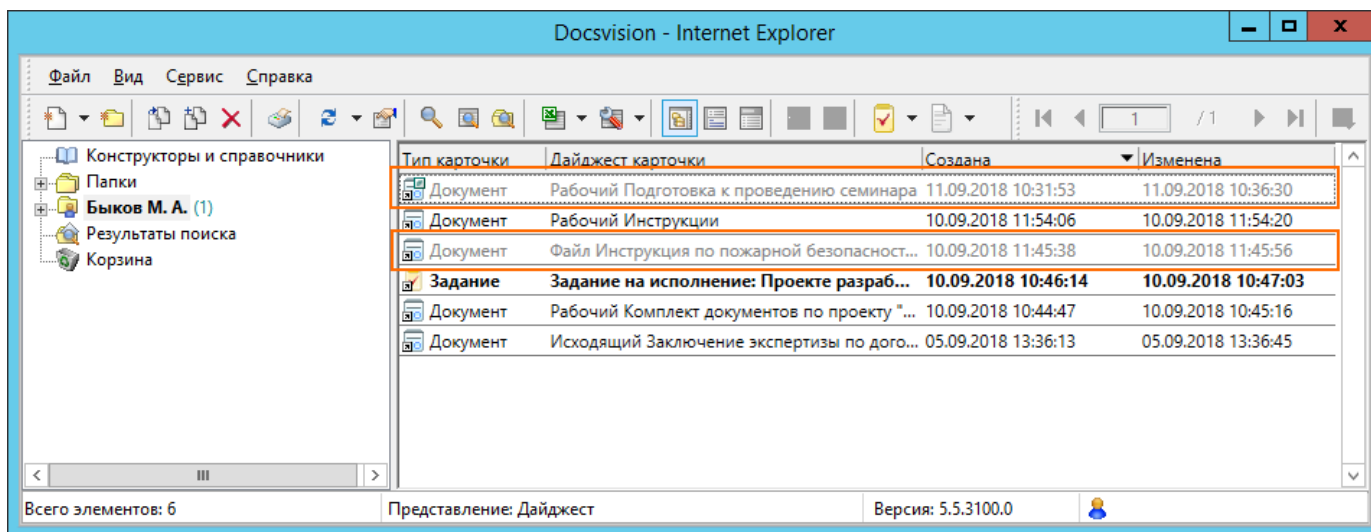 Docsvision - Internet Explorer
Файл Вид Сервис Справка
1 / 1
Конструкторы и справочники
Папки
Быков М. А. (1)
Результаты поиска
Корзина
Тип карточки Дайджест карточки Создана Изменена
Документ Рабочий Подготовка к проведению семинара 11.09.2018 10:31:53 11.09.2018 10:36:30
Документ Рабочий Инструкции 10.09.2018 11:54:06 10.09.2018 11:54:20
Документ Файл Инструкция по пожарной безопасност... 10.09.2018 11:45:38 10.09.2018 11:45:56
Задание Задание на исполнение: Проекте разраб... 10.09.2018 10:46:14 10.09.2018 10:47:03
Документ Рабочий Комплект документов по проекту "... 10.09.2018 10:44:47 10.09.2018 10:45:16
Документ Исходящий Заключение экспертизы по дого... 05.09.2018 13:36:13 05.09.2018 13:36:45
Всего элементов: 6 Представление: Дайджест Версия: 5.5.3100.0